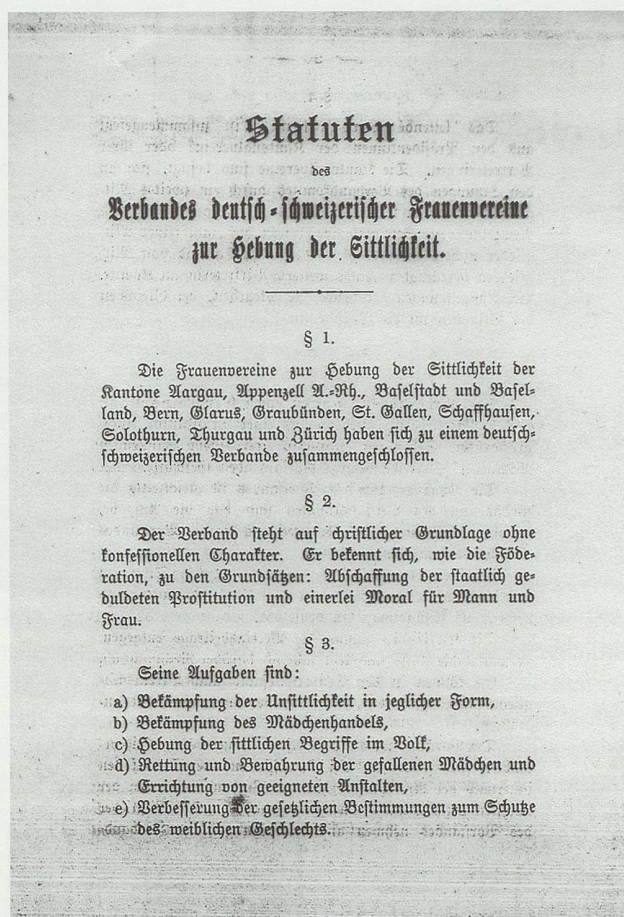 Statuten
des
Verbandes deutsch-schweizerischer Frauenvereine
zur Hebung der Sittlichkeit.
§ 1.
Die Frauenvereine zur Hebung der Sittlichkeit der
Kantone Aargau, Appenzell A.-Rh., Baselstadt und Basel-
land, Bern, Glarus, Graubünden, St. Gallen, Schaffhausen,
Solothurn, Thurgau und Zürich haben sich zu einem deutsch-
schweizerischen Verbande zusammengeschlossen.
§ 2.
Der Verband steht auf christlicher Grundlage ohne
konfessionellen Charakter. Er bekennt sich, wie die Föde-
ration, zu den Grundsätzen: Abschaffung der staatlich ge-
duldeten Prostitution und einerlei Moral für Mann und
Frau.
§ 3.
Seine Aufgaben sind:
a) Bekämpfung der Unsittlichkeit in jeglicher Form,
b) Bekämpfung des Mädchenhandels,
c) Hebung der sittlichen Begriffe im Volk,
d) Rettung und Bewahrung der gefallenen Mädchen und
Errichtung von geeigneten Anstalten,
e) Verbesserung der gesetzlichen Bestimmungen zum Schutze
des weiblichen Geschlechts.